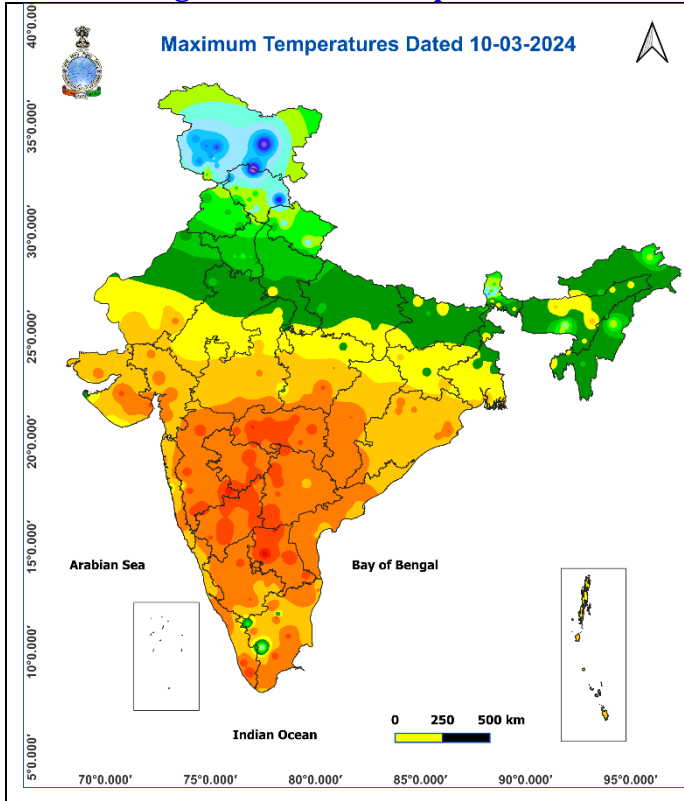 Maximum Temperatures Dated 10-03-2024
40°0.000'
35°0.000'
30°0.000'
25°0.000'
20°0.000'
15°0.000'
10°0.000'
5°0.000'
Arabian Sea
Bay of Bengal
Indian Ocean
0 250 500 km
70°0.000' 75°0.000' 80°0.000' 85°0.000' 90°0.000' 95°0.000'